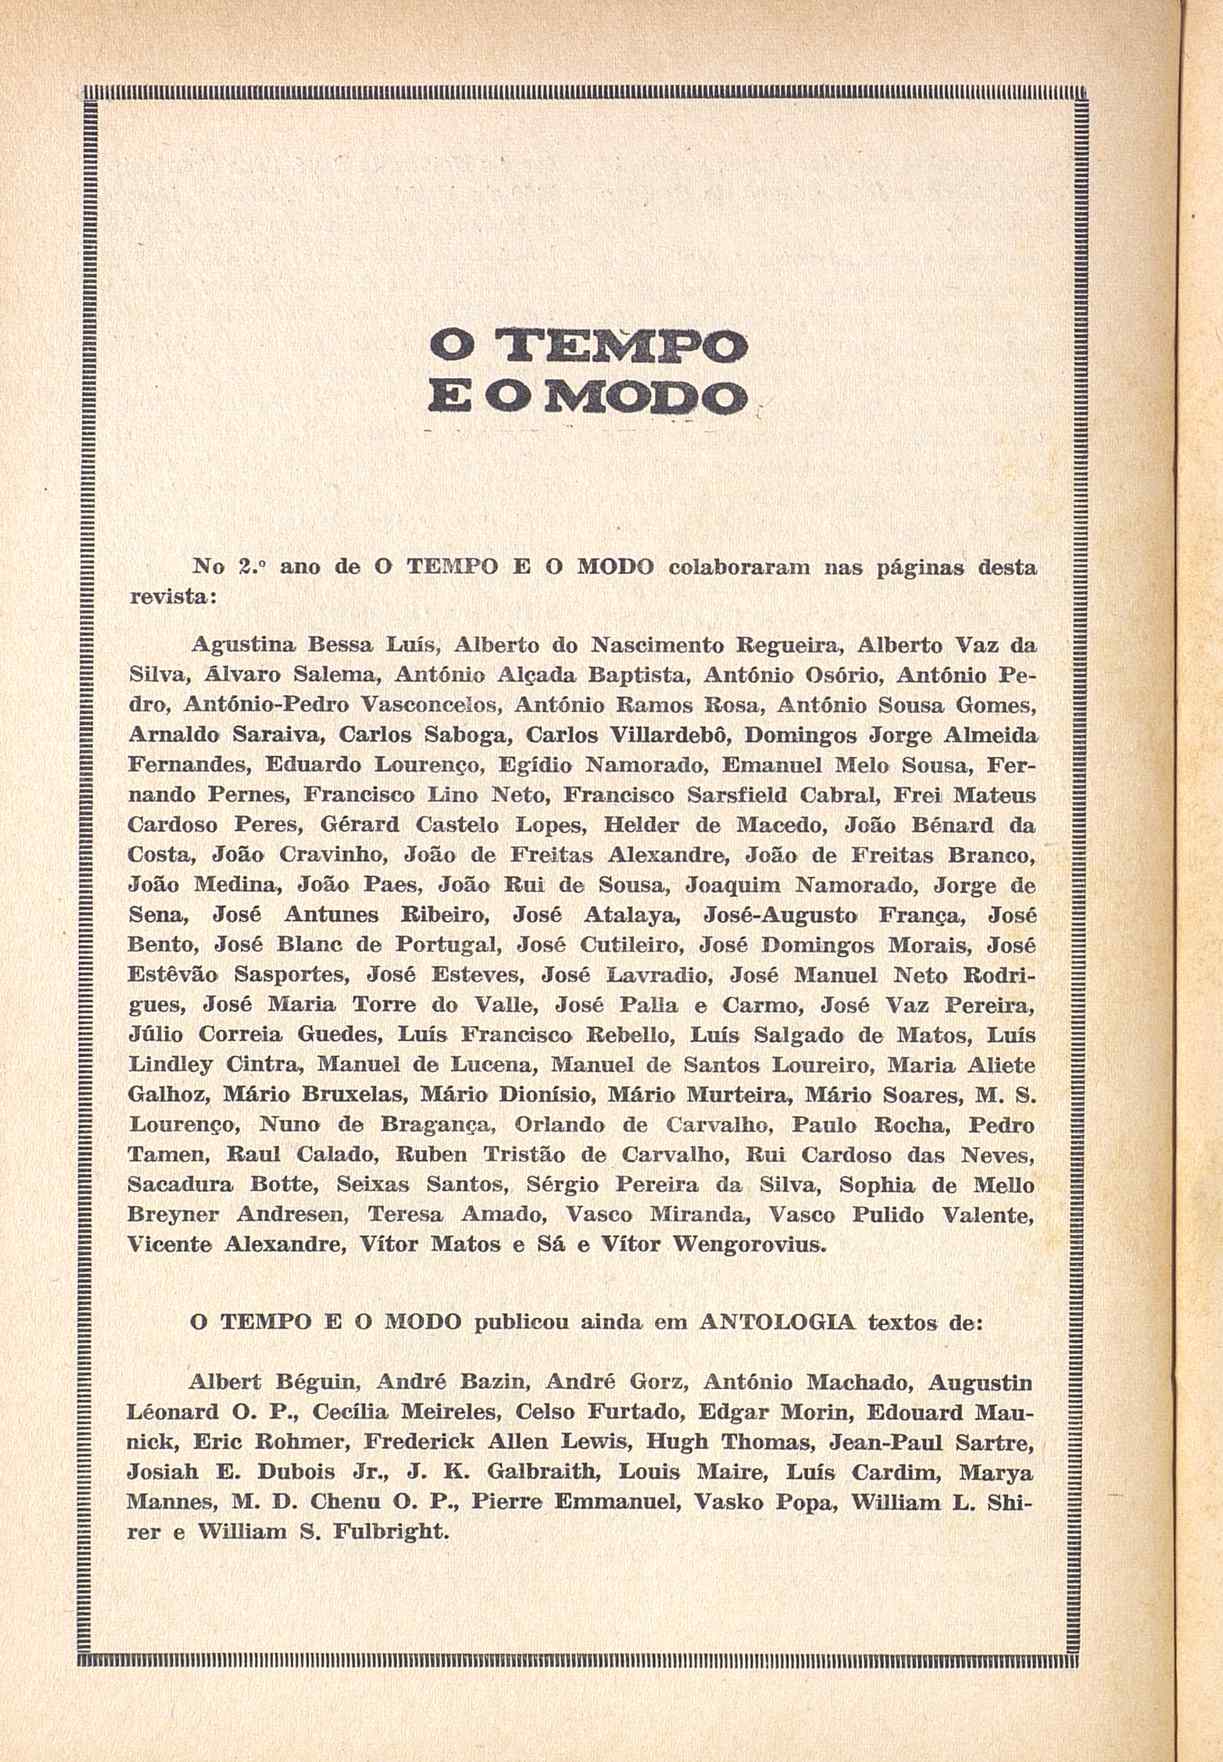 O TEMPO
E O MODO
No 2.º ano de O TEMPO E O MODO colaboraram nas páginas desta
revista:
Agustina Bessa Luís, Alberto do Nascimento Regueira, Alberto Vaz da
Silva, Álvaro Salema, António Alçada Baptista, António Osório, António Pe-
dro, António-Pedro Vasconcelos, António Ramos Rosa, António Sousa Gomes,
Arnaldo Saraiva, Carlos Saboga, Carlos Villardebô, Domingos Jorge Almeida
Fernandes, Eduardo Lourenço, Egídio Namorado, Emanuel Melo Sousa, Fer-
nando Pernes, Francisco Lino Neto, Francisco Sarsfield Cabral, Frei Mateus
Cardoso Peres, Gérard Castelo Lopes, Helder de Macedo, João Bénard da
Costa, João Cravinho, João de Freitas Alexandre, João de Freitas Branco,
João Medina, João Paes, João Rui de Sousa, Joaquim Namorado, Jorge de
Sena, José Antunes Ribeiro, José Atalaya, José-Augusto França, José
Bento, José Blanc de Portugal, José Cutileiro, José Domingos Morais, José
Estêvão Sasportes, José Esteves, José Lavradio, José Manuel Neto Rodri-
gues, José Maria Torre do Valle, José Palla e Carmo, José Vaz Pereira,
Júlio Correia Guedes, Luís Francisco Rebello, Luís Salgado de Matos, Luís
Lindley Cintra, Manuel de Lucena, Manuel de Santos Loureiro, Maria Aliete
Galhoz, Mário Bruxelas, Mário Dionísio, Mário Murteira, Mário Soares, M. S.
Lourenço, Nuno de Bragança, Orlando de Carvalho, Paulo Rocha, Pedro
Tamen, Raul Calado, Ruben Tristão de Carvalho, Rui Cardoso das Neves,
Sacadura Botte, Seixas Santos, Sérgio Pereira da Silva, Sophia de Mello
Breyner Andresen, Teresa Amado, Vasco Miranda, Vasco Pulido Valente,
Vicente Alexandre, Vítor Matos e Sá e Vítor Wengorovius.
O TEMPO E O MODO publicou ainda em ANTOLOGIA textos de:
Albert Béguin, André Bazin, André Gorz, António Machado, Augustin
Léonard O. P., Cecília Meireles, Celso Furtado, Edgar Morin, Edouard Mau-
nick, Eric Rohmer, Frederick Allen Lewis, Hugh Thomas, Jean-Paul Sartre,
Josiah E. Dubois Jr., J. K. Galbraith, Louis Maire, Luís Cardim, Marya
Mannes, M. D. Chenu O. P., Pierre Emmanuel, Vasko Popa, William L. Shi-
rer e William S. Fulbright.